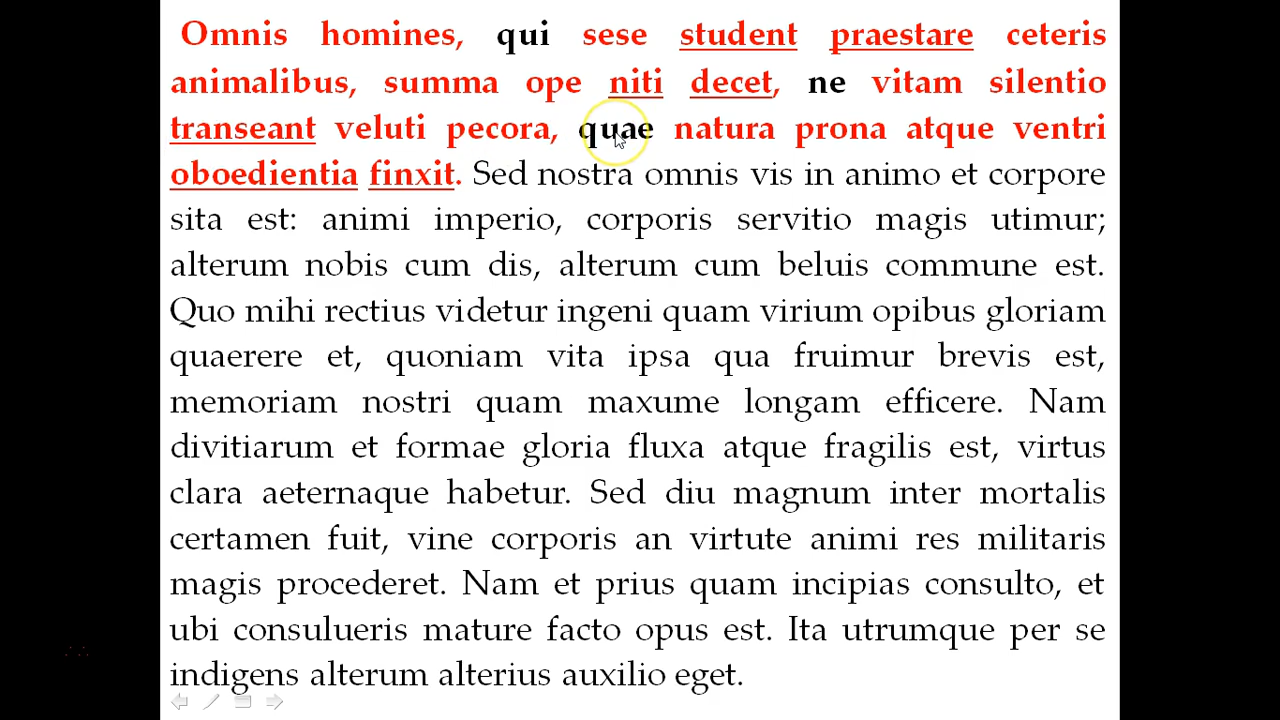 Omnis homines, qui sese student praestare ceteris
animalibus, summa ope niti decet, ne vitam silentio
transeant veluti pecora, quae natura prona atque ventri
oboedientia finxit. Sed nostra omnis vis in animo et corpore
sita est: animi imperio, corporis servitio magis utimur;
alterum nobis cum dis, alterum cum beluis commune est.
Quo mihi rectius videtur ingeni quam virium opibus gloriam
quaerere et, quoniam vita ipsa qua fruimur brevis est,
memoriam nostri quam maxume longam efficere. Nam
divitiarum et formae gloria fluxa atque fragilis est, virtus
clara aeternaque habetur. Sed diu magnum inter mortalis
certamen fuit, vine corporis an virtute animi res militaris
magis procederet. Nam et prius quam incipias consulto, et
ubi consulueris mature facto opus est. Ita utrumque per se
indigens alterum alterius auxilio eget.